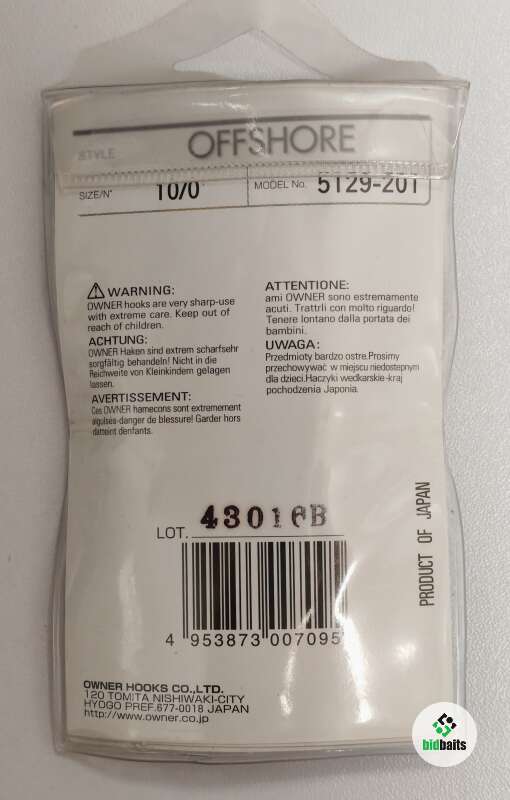 STYLE OFFSHORE
SIZE/N° 10/0 MODEL No. 5129-201
WARNING:
OWNER hooks are very sharp-use
with extreme care. Keep out of
reach of children.
ACHTUNG:
OWNER Haken sind extrem scharfsehr
sorgfältig behandeln! Nicht in die
Reichweite von Kleinkindern gelagen
lassen.
AVERTISSEMENT:
Ces OWNER hamecons sont extrememement
aiguises-danger de blessure! Garder hors
datteint denfants.
ATTENTIONE:
ami OWNER sono estremamente
acuti. Trattrli con molto riguardo!
Tenere lontano dalla portata dei
bambini.
UWAGA:
Przedmioty bardzo ostre.Prosimy
przechowywać w miejscu niedostepnym
dla dzieci.Haczyki wedkarskie-kraj
pochodzenia Japonia.
LOT. 43016B
4 953873 007095
PRODUCT OF JAPAN
OWNER HOOKS CO.,LTD.
120 TOMITA NISHIWAKI-CITY
HYOGO PREF.677-0018 JAPAN
http://www.owner.co.jp
bidbaits